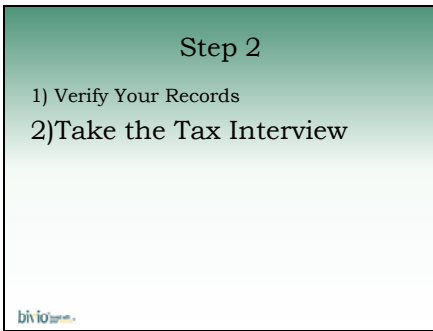 Step 2
1) Verify Your Records
2)Take the Tax Interview
bivio